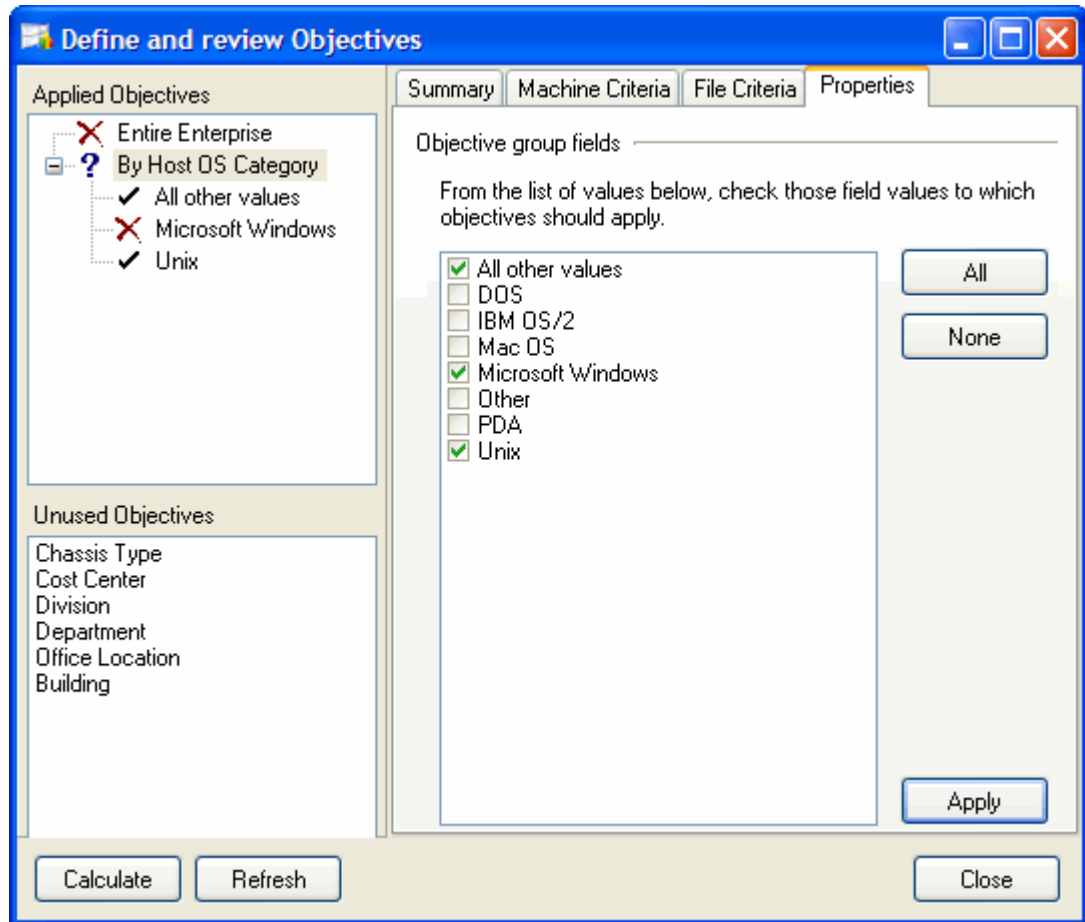 Define and review Objectives
Applied Objectives
Entire Enterprise
? By Host OS Category
All other values
Microsoft Windows
Unix
Unused Objectives
Chassis Type
Cost Center
Division
Department
Office Location
Building
Summary
Machine Criteria
File Criteria
Properties
Objective group fields
From the list of values below, check those field values to which
objectives should apply.
All other values
DOS
IBM OS/2
Mac OS
Microsoft Windows
Other
PDA
Unix
All
None
Apply
Calculate
Refresh
Close